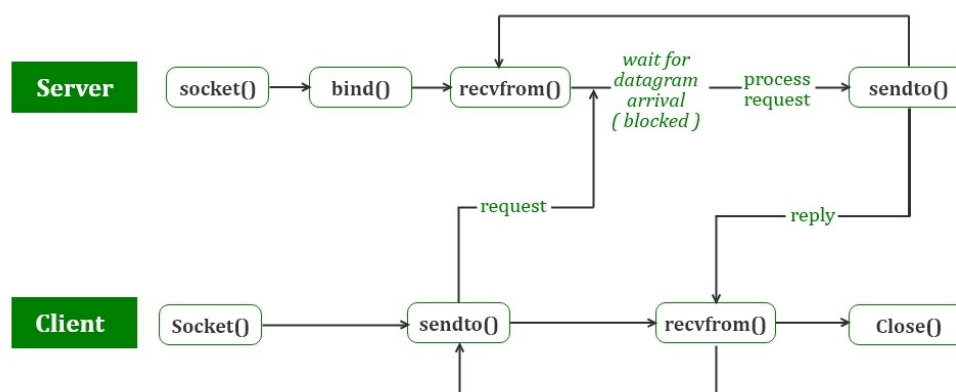 Server
socket()
bind()
recvfrom()
wait for
datagram
arrival
( blocked )
process
request
sendto()
request
reply
Client
Socket()
sendto()
recvfrom()
Close()